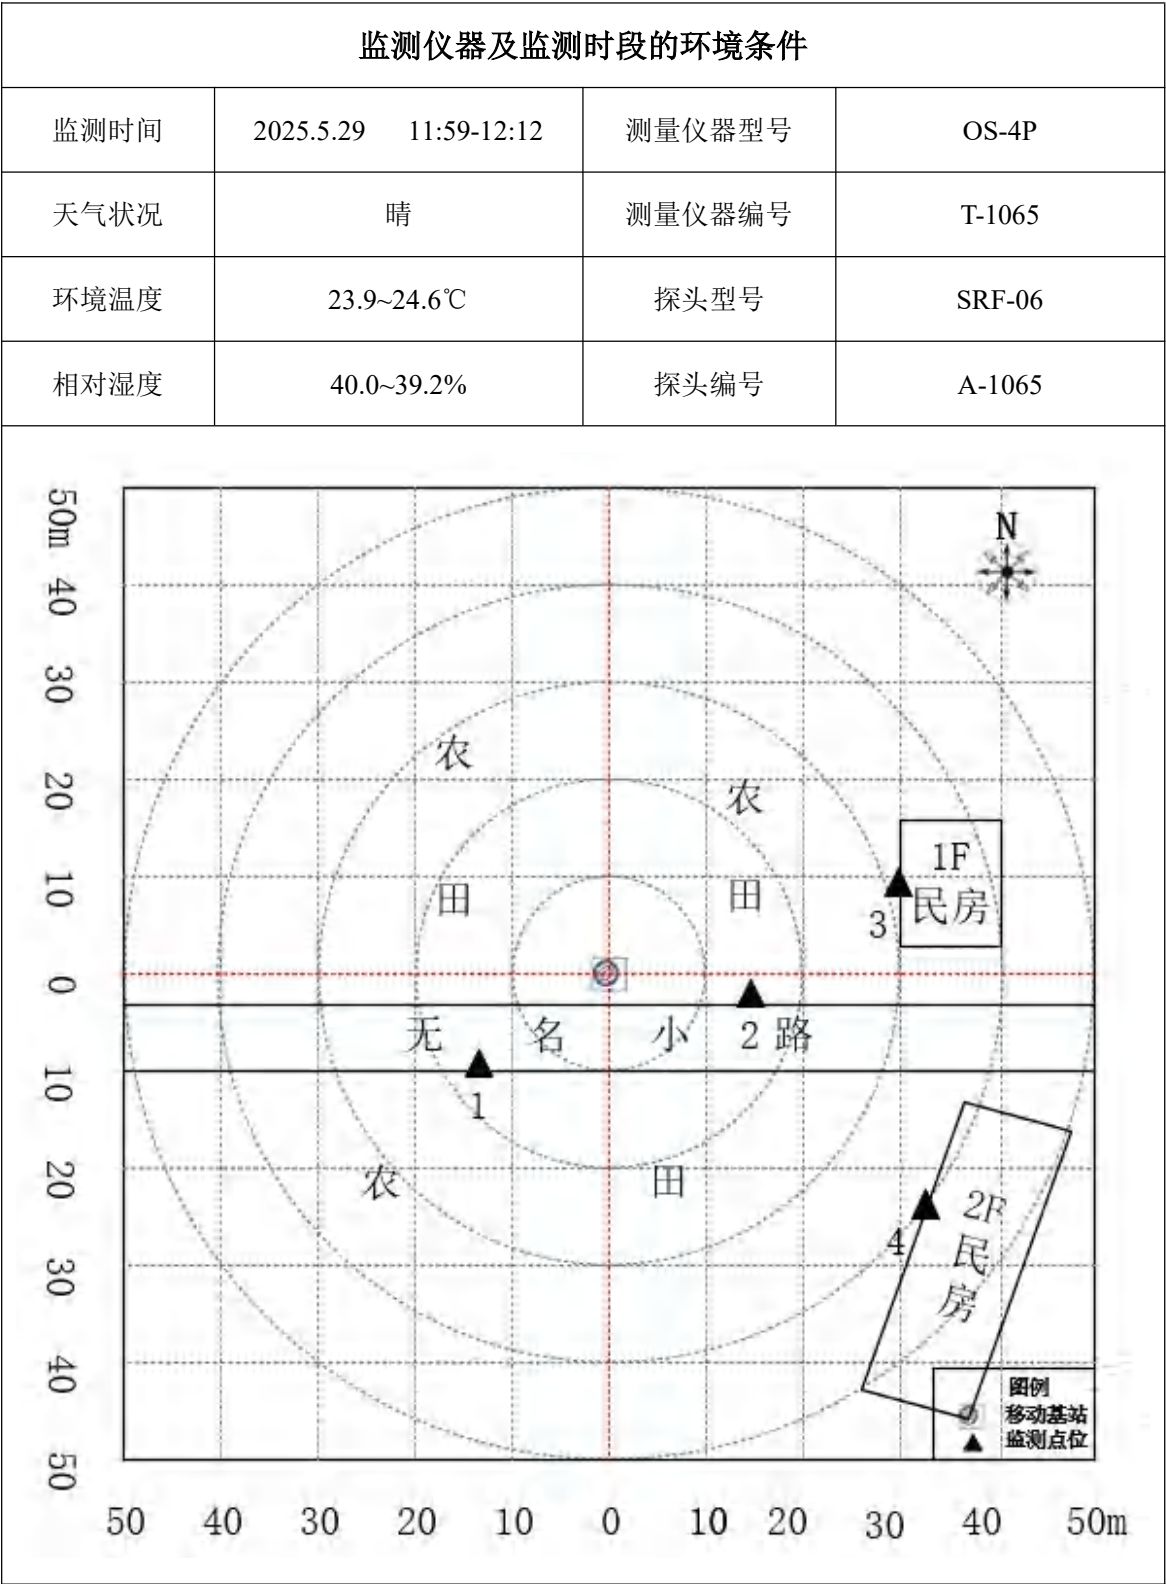 监测仪器及监测时段的环境条件
监测时间 2025.5.29 11:59-12:12 测量仪器型号 OS-4P
天气状况 晴 测量仪器编号 T-1065
环境温度 23.9~24.6℃ 探头型号 SRF-06
相对湿度 40.0~39.2% 探头编号 A-1065
50m
40
30
20
10
0
10
20
30
40
50
N
农
田
农
田
1F
民房
3
无名小路
2
1
农 田
4
2F
民
房
图例
移动基站
监测点位
50 40 30 20 10 0 10 20 30 40 50m